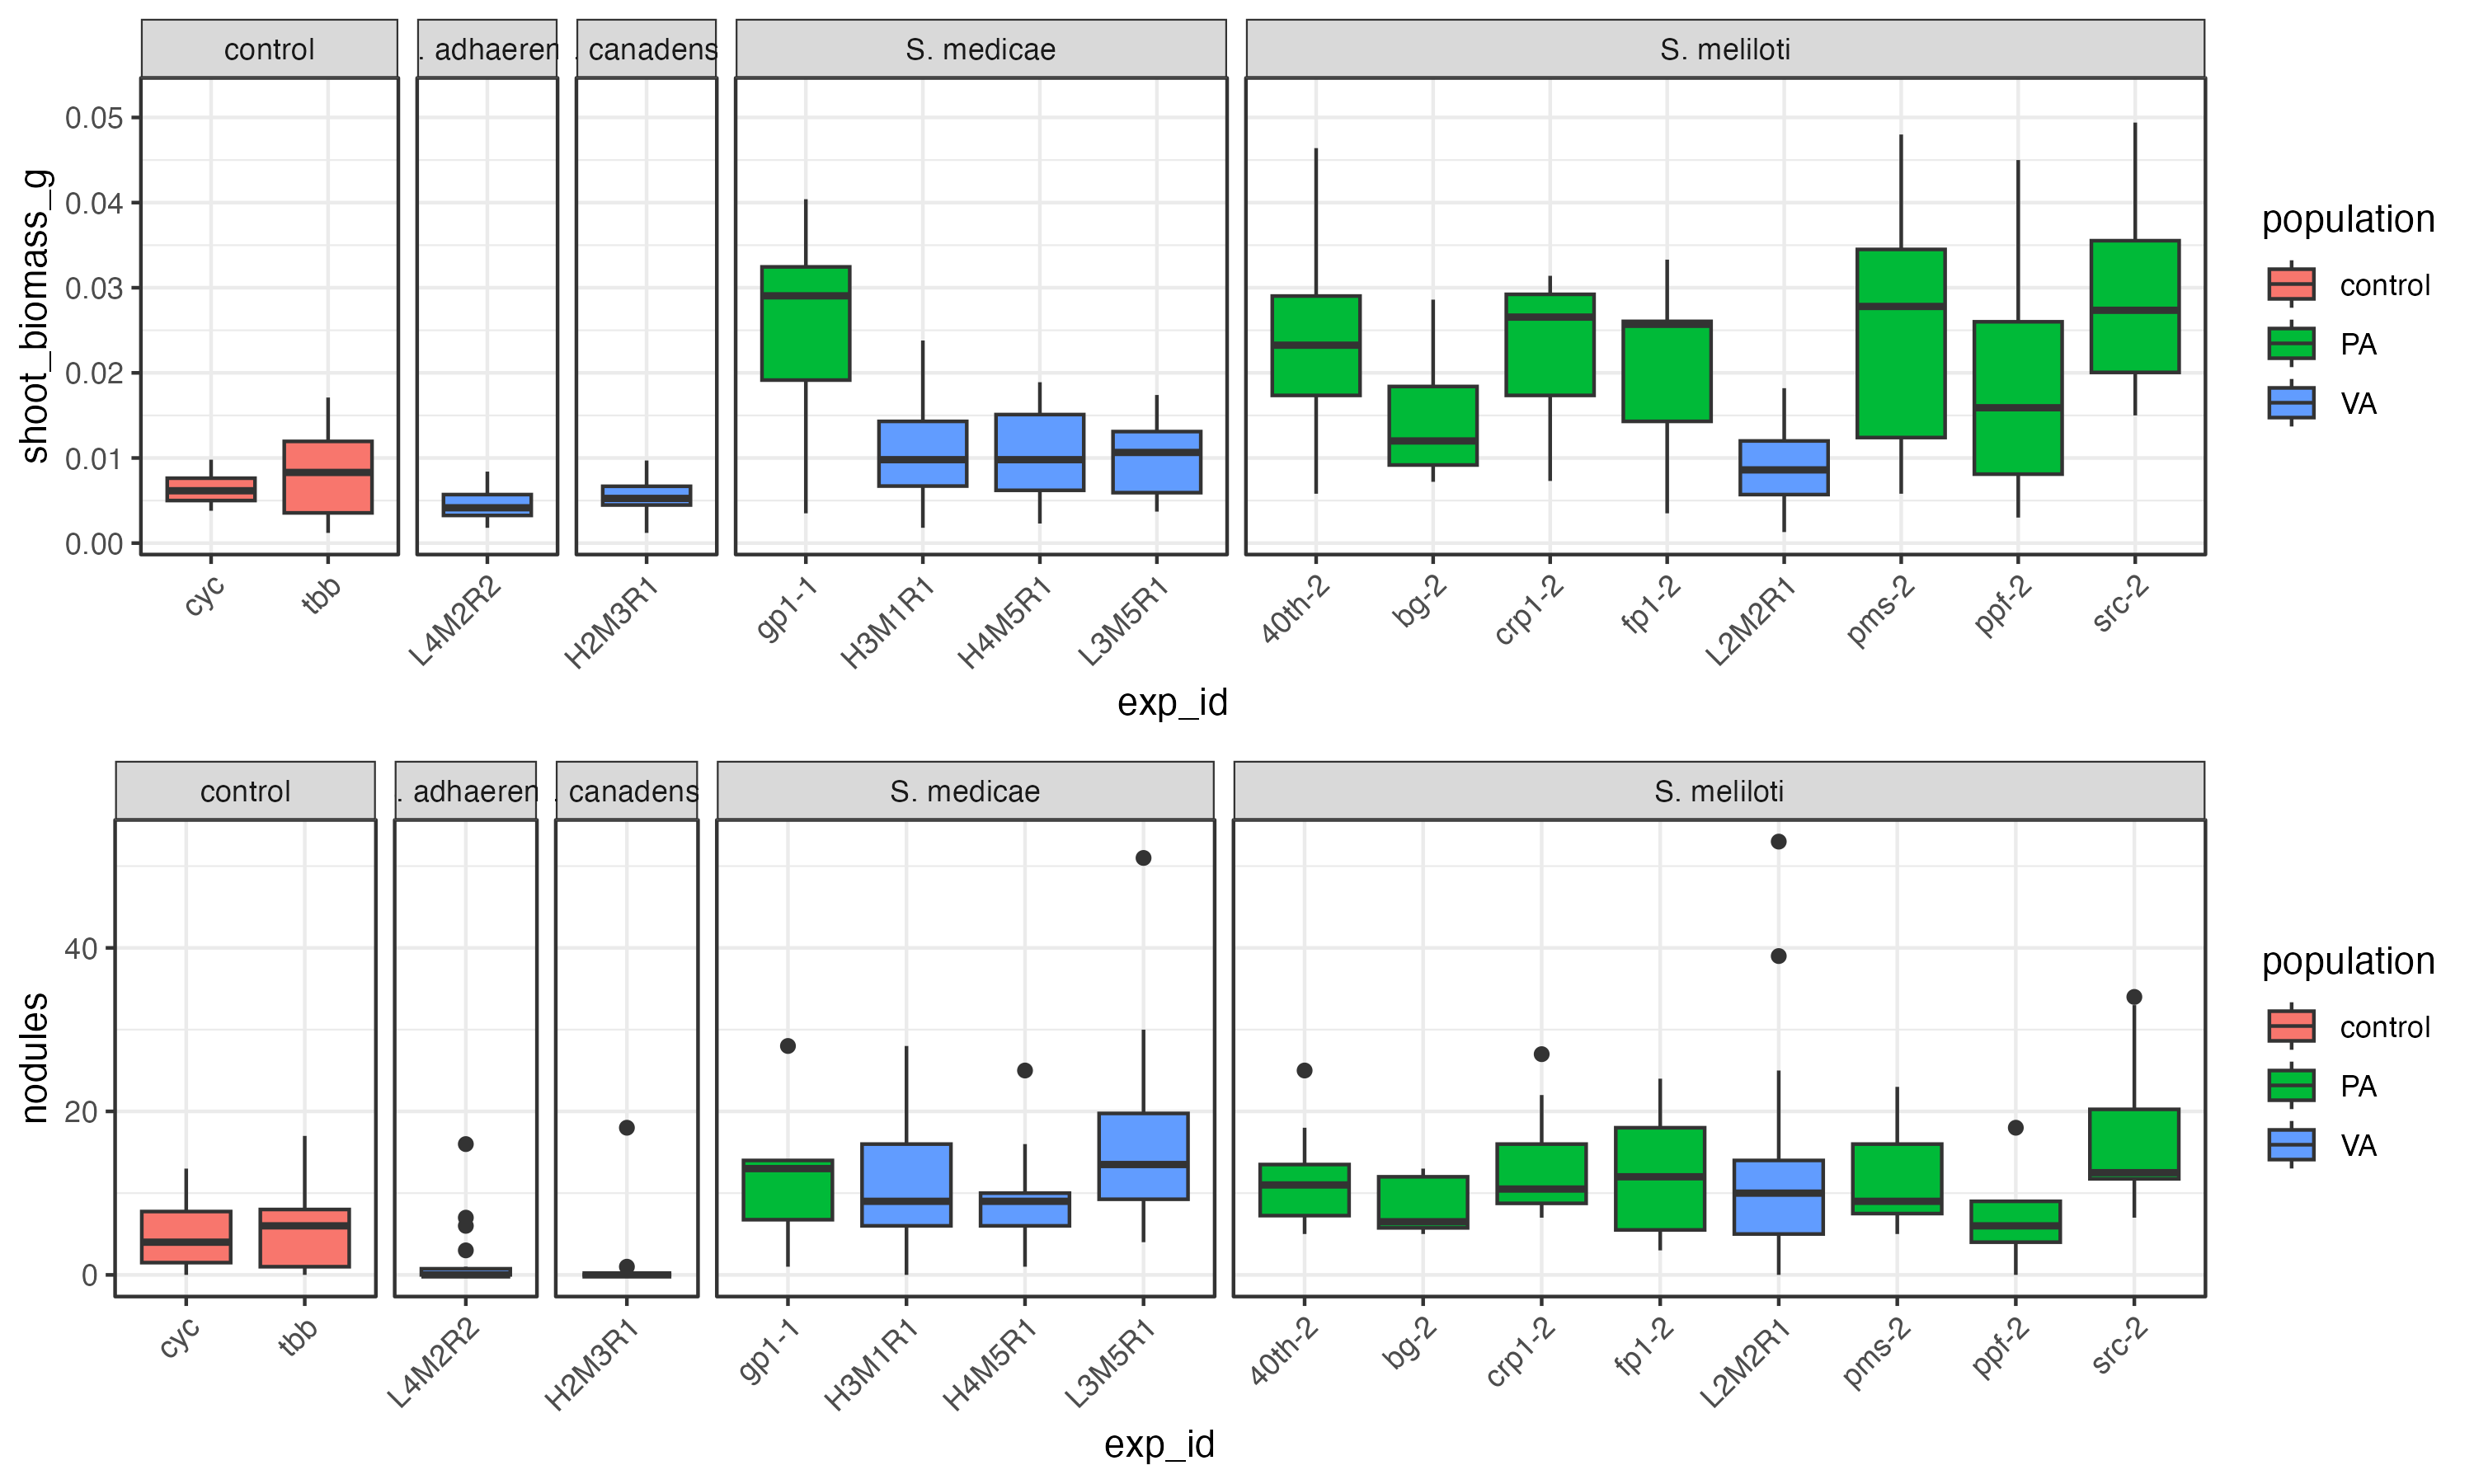 control . adhaeren . canadens S. medicae S. meliloti
0.05
0.04
0.03
0.02
0.01
0.00
shoot_biomass_g
cyc tbb L4M2R2 H2M3R1 gp1-1 H3M1R1 H4M5R1 L3M5R1 40th-2 bg-2 crp1-2 fp1-2 L2M2R1 pms-2 ppf-2 src-2
exp_id
population
control
PA
VA
control . adhaeren . canadens S. medicae S. meliloti
40
20
0
nodules
cyc tbb L4M2R2 H2M3R1 gp1-1 H3M1R1 H4M5R1 L3M5R1 40th-2 bg-2 crp1-2 fp1-2 L2M2R1 pms-2 ppf-2 src-2
exp_id
population
control
PA
VA